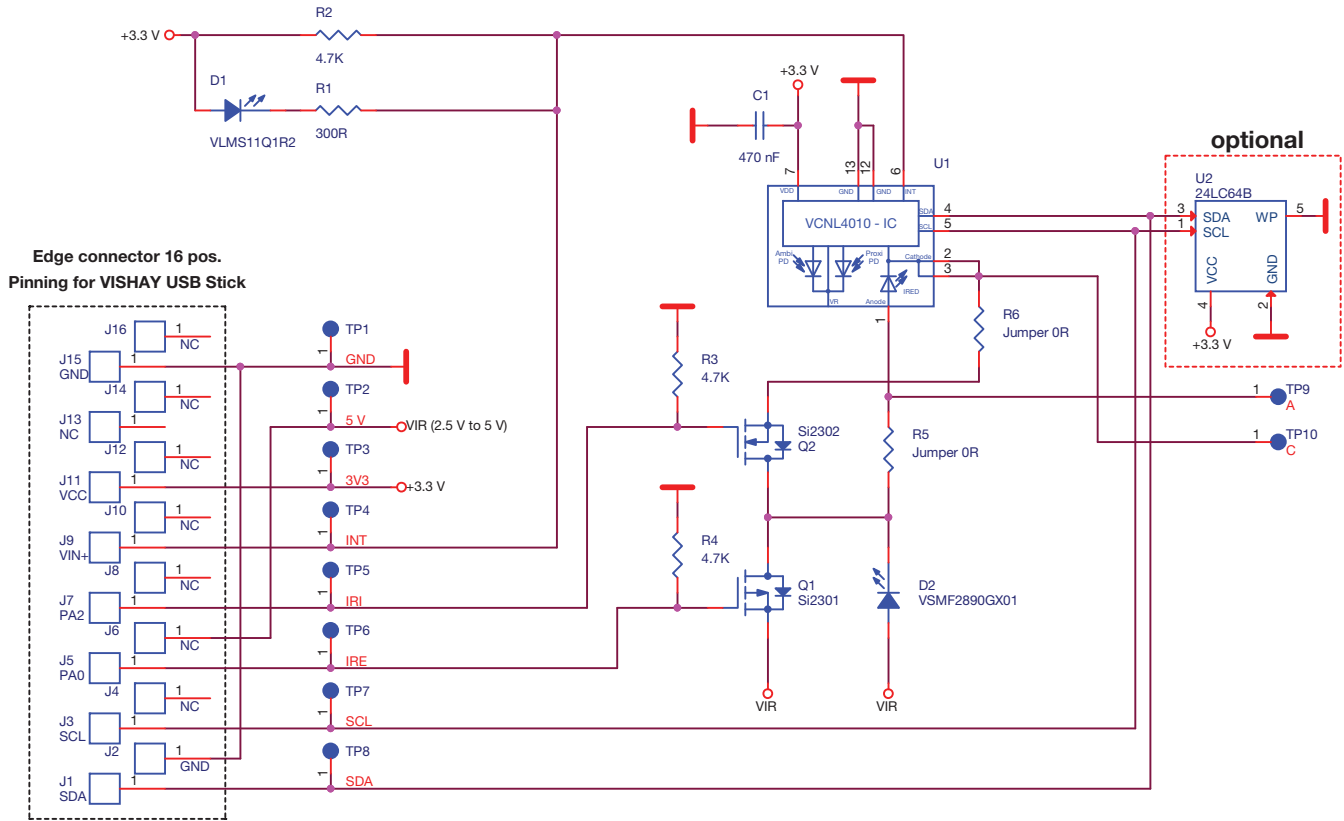 R2
+3.3 V
4.7K
D1
R1
VLMS11Q1R2
300R
+3.3 V
C1
470 nF
7
13
12
6
U1
VDD
GND
GND
INT
VCNL4010 - IC
SDA
SCL
4
5
Ambi PD
Proxi PD
Cathode
2
3
IRED
VR
Anode
1
optional
U2
24LC64B
3
SDA
WP
5
1
SCL
VCC
GND
4
2
+3.3 V
Edge connector 16 pos.
Pinning for VISHAY USB Stick
J16
1
NC
J15
GND
1
J14
1
NC
J13
NC
1
J12
1
NC
J11
VCC
1
J10
1
NC
J9
VIN+
1
J8
1
NC
J7
PA2
1
J6
1
NC
J5
PA0
1
J4
1
NC
J3
SCL
1
J2
1
GND
J1
SDA
1
TP1
1
GND
TP2
1
5 V
VIR (2.5 V to 5 V)
TP3
1
3V3
+3.3 V
TP4
1
INT
TP5
1
IRI
TP6
1
IRE
TP7
1
SCL
TP8
1
SDA
R3
4.7K
R4
4.7K
Si2302
Q2
Q1
Si2301
R6
Jumper 0R
R5
Jumper 0R
D2
VSMF2890GX01
VIR
VIR
1
TP9
A
1
TP10
C